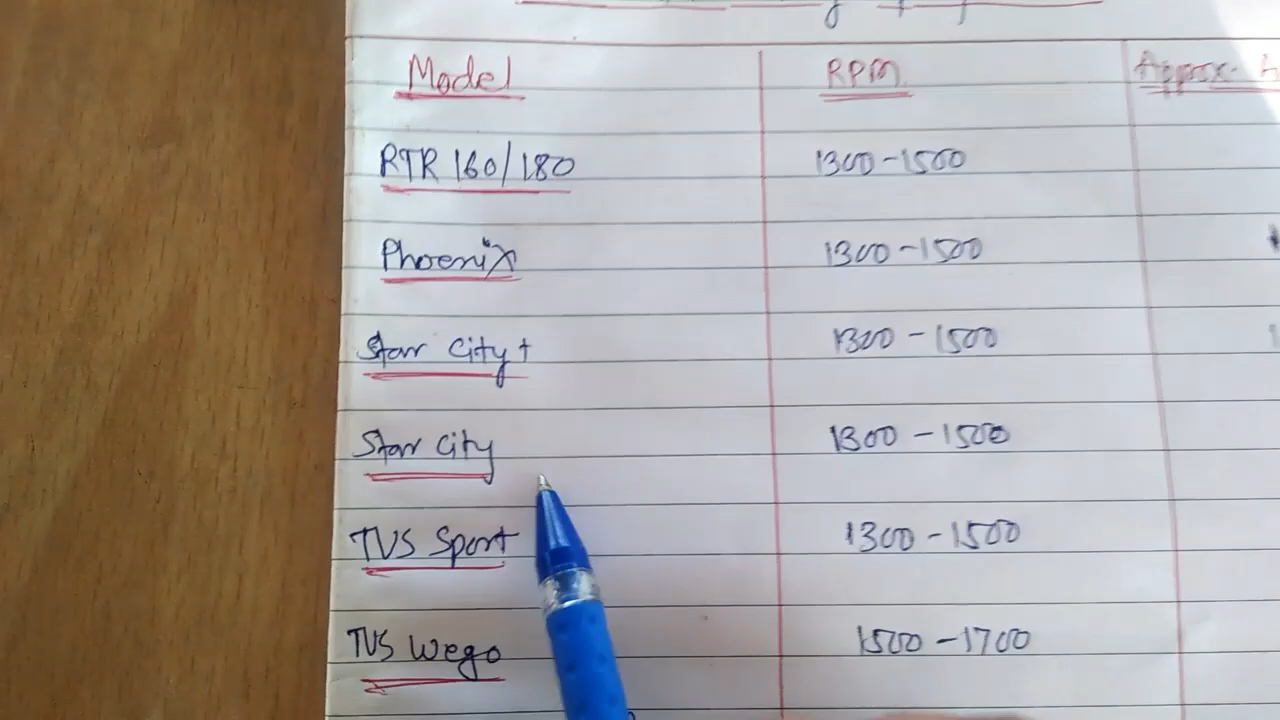 Model RPM Approx.
RTR 160/180 1300-1500
Phoenix 1300-1500
Star City+ 1300-1500
Star City 1300-1500
TVS Sport 1300-1500
TVS Wego 1500-1700